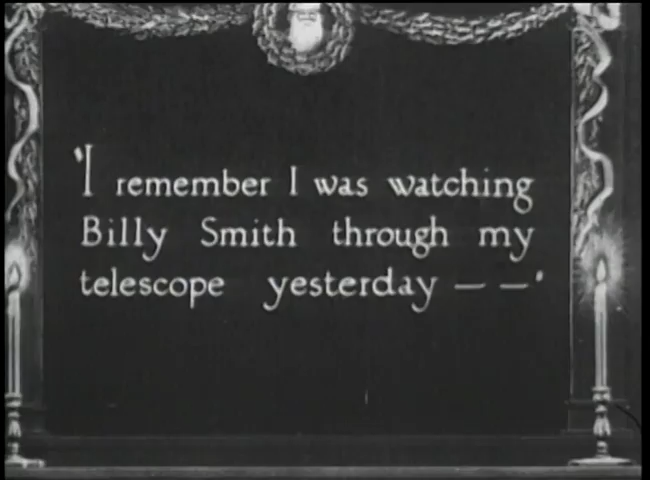 'I remember I was watching
Billy Smith through my
telescope yesterday — —'